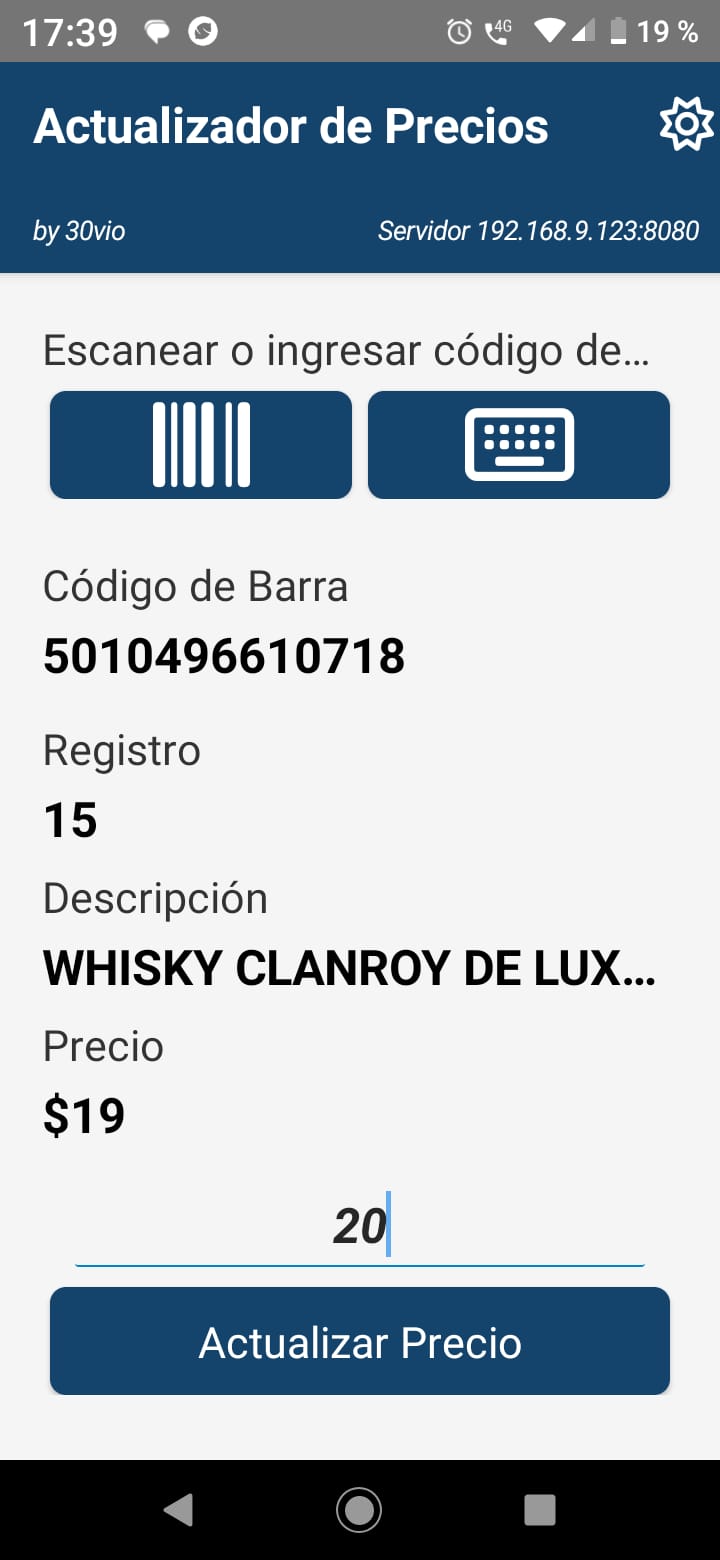 17:39 4G 19 %
Actualizador de Precios
by 30vio Servidor 192.168.9.123:8080
Escanear o ingresar código de...
Código de Barra
5010496610718
Registro
15
Descripción
WHISKY CLANROY DE LUX...
Precio
$19
20
Actualizar Precio